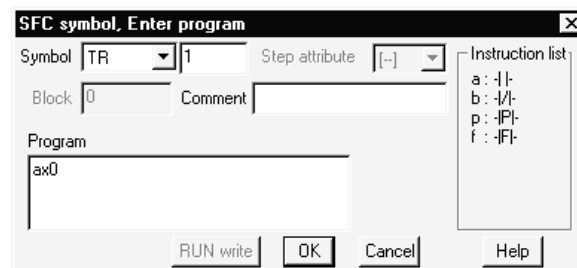 SFC symbol, Enter program
Symbol TR 1 Step attribute [--] Instruction list
a : -| |-
b : -|/|-
p : -|P|-
f : -|F|-
Block 0 Comment
Program
ax0
RUN write OK Cancel Help